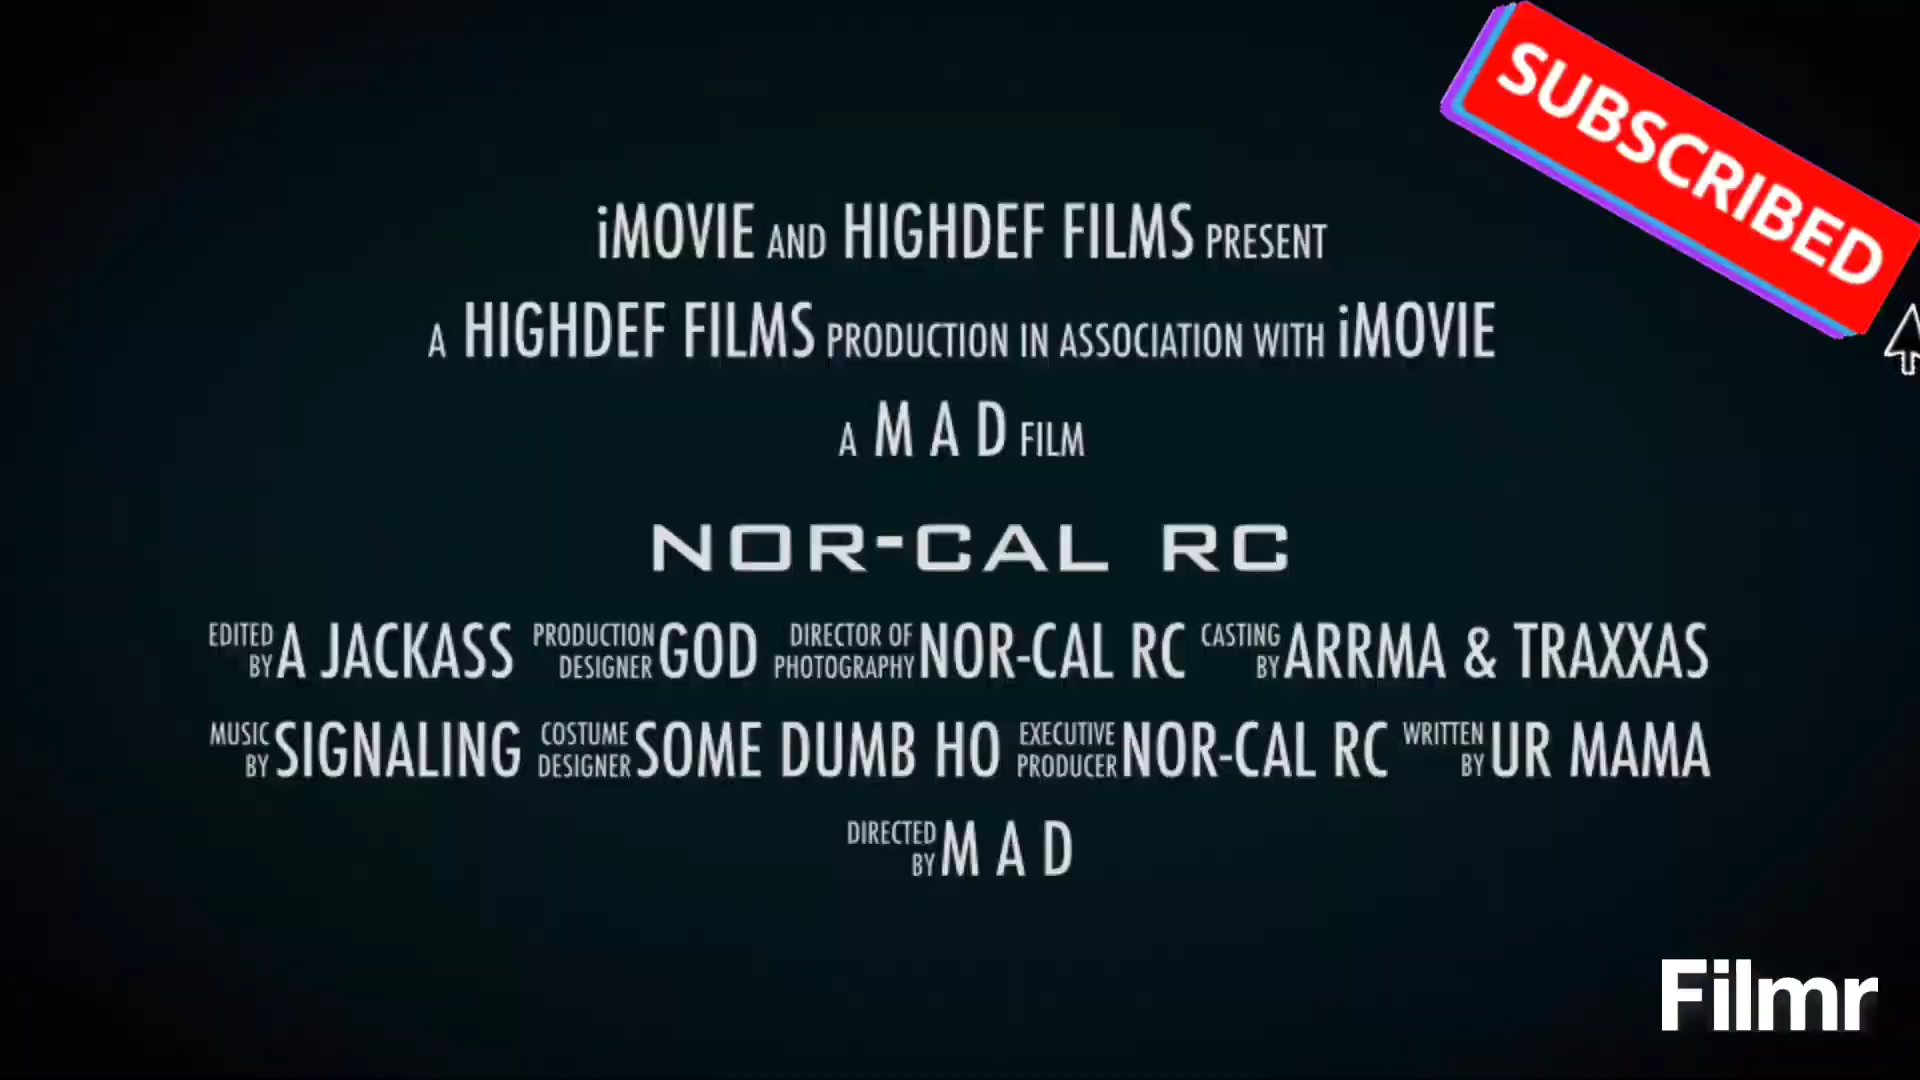 SUBSCRIBED
iMOVIE AND HIGHDEF FILMS PRESENT
A HIGHDEF FILMS PRODUCTION IN ASSOCIATION WITH iMOVIE
A M A D FILM
NOR-CAL RC
EDITED BY A JACKASS PRODUCTION DESIGNER GOD DIRECTOR OF PHOTOGRAPHY NOR-CAL RC CASTING BY ARRMA & TRAXXAS
MUSIC BY SIGNALING COSTUME DESIGNER SOME DUMB HO EXECUTIVE PRODUCER NOR-CAL RC WRITTEN BY UR MAMA
DIRECTED BY M A D
Filmr